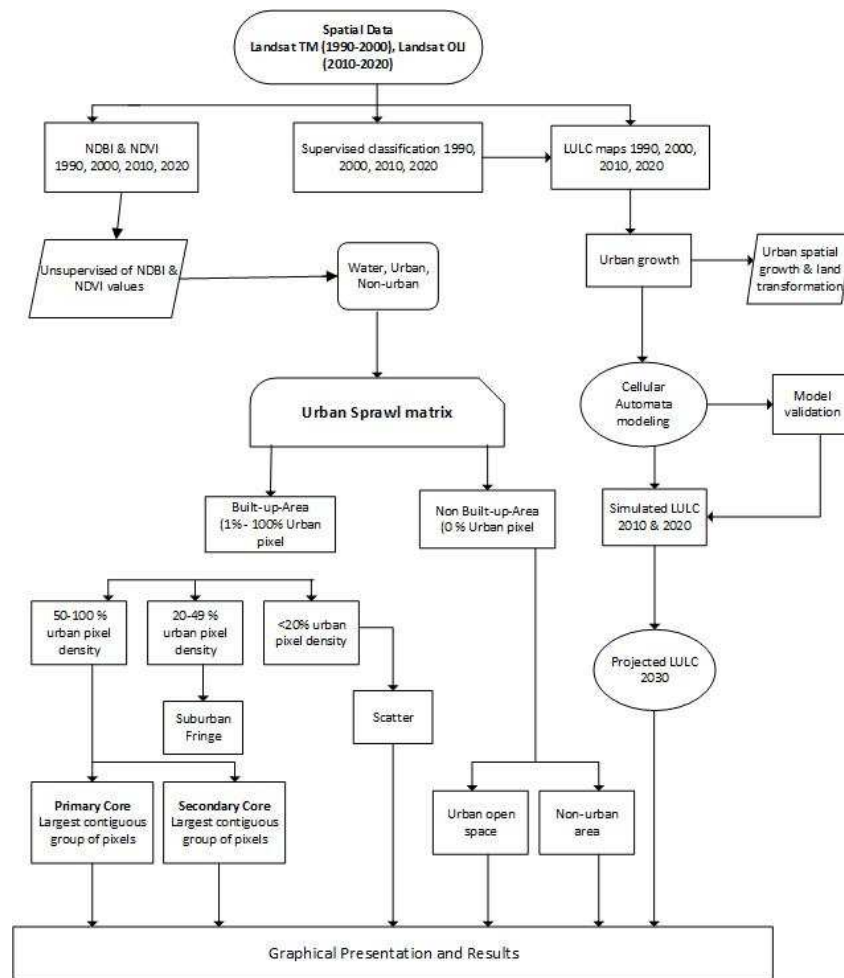 Spatial Data
Landsat TM (1990-2000), Landsat OLI
(2010-2020)
NDBI & NDVI
1990, 2000, 2010, 2020
Supervised classification 1990,
2000, 2010, 2020
LULC maps 1990, 2000,
2010, 2020
Unsupervised of NDBI &
NDVI values
Water, Urban,
Non-urban
Urban growth
Urban spatial
growth & land
transformation
Urban Sprawl matrix
Cellular
Automata
modeling
Model
validation
Built-up-Area
(1% - 100% Urban
pixel
Non Built-up-Area
(0 % Urban pixel
Simulated LULC
2010 & 2020
50-100 %
urban pixel
density
20-49 %
urban pixel
density
<20% urban
pixel density
Projected LULC
2030
Suburban
Fringe
Scatter
Primary Core
Largest contiguous
group of pixels
Secondary Core
Largest contiguous
group of pixels
Urban open
space
Non-urban
area
Graphical Presentation and Results